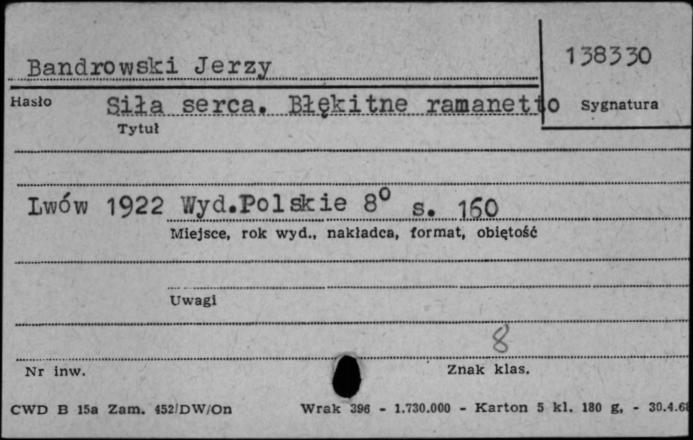 Bandrowski Jerzy
138330
Hasło
Siła serca. Błękitne ramanetto
Sygnatura
Tytuł
Lwów 1922 Wyd.Polskie 8° s. 160
Miejsce, rok wyd., nakładca, format, objętość
Uwagi
8
Nr inw.
Znak klas.
CWD B 15a Zam. 452/DW/On
Wrak 396 - 1.730.000 - Karton 5 kl. 180 g, - 30.4.68